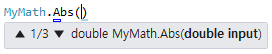 MyMath.Abs()
▲ 1/3 ▼ double MyMath.Abs(double input)